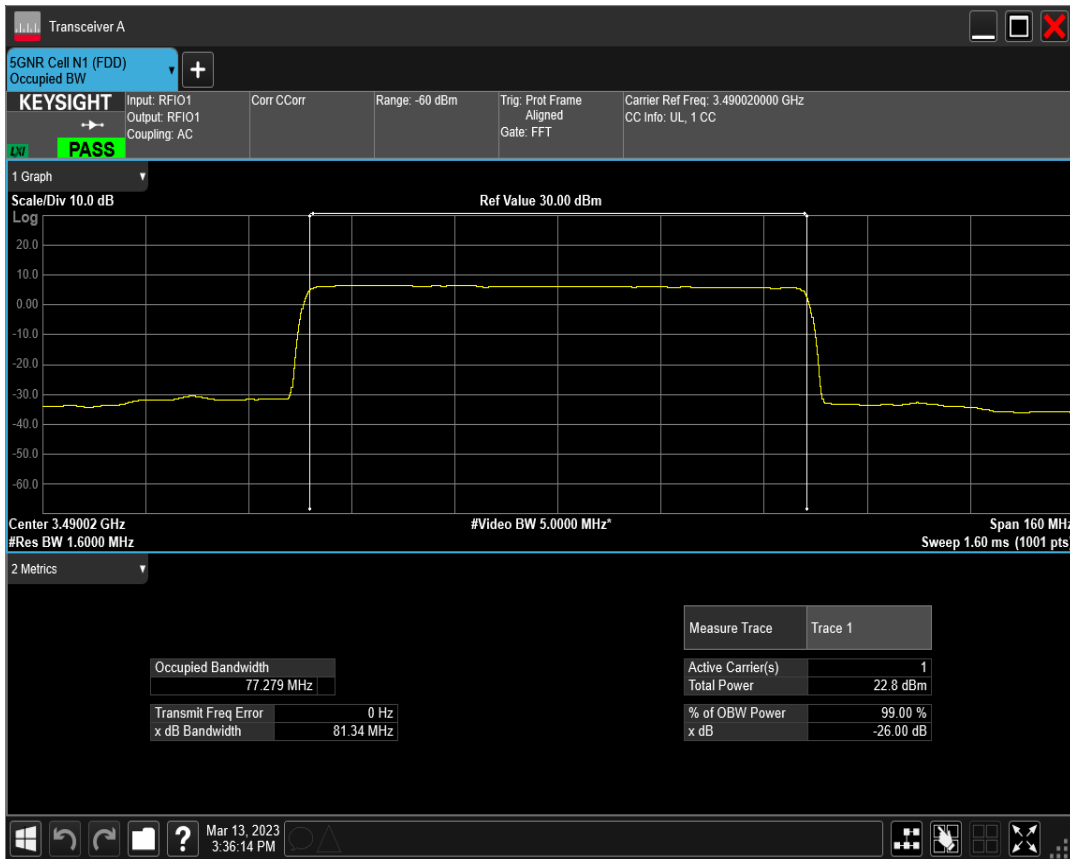 Transceiver A
5GNR Cell N1 (FDD)
Occupied BW
+
KEYSIGHT
LXI
PASS
Input: RFIO1
Output: RFIO1
Coupling: AC
Corr CCorr
Range: -60 dBm
Trig: Prot Frame
Aligned
Gate: FFT
Carrier Ref Freq: 3.490020000 GHz
CC Info: UL, 1 CC
1 Graph
Scale/Div 10.0 dB
Ref Value 30.00 dBm
Log
20.0
10.0
0.00
-10.0
-20.0
-30.0
-40.0
-50.0
-60.0
Center 3.49002 GHz
#Video BW 5.0000 MHz*
Span 160 MHz
#Res BW 1.6000 MHz
Sweep 1.60 ms (1001 pts)
2 Metrics
Measure Trace Trace 1
Occupied Bandwidth
77.279 MHz
Active Carrier(s) 1
Total Power 22.8 dBm
Transmit Freq Error 0 Hz
x dB Bandwidth 81.34 MHz
% of OBW Power 99.00 %
x dB -26.00 dB
?
Mar 13, 2023
3:36:14 PM